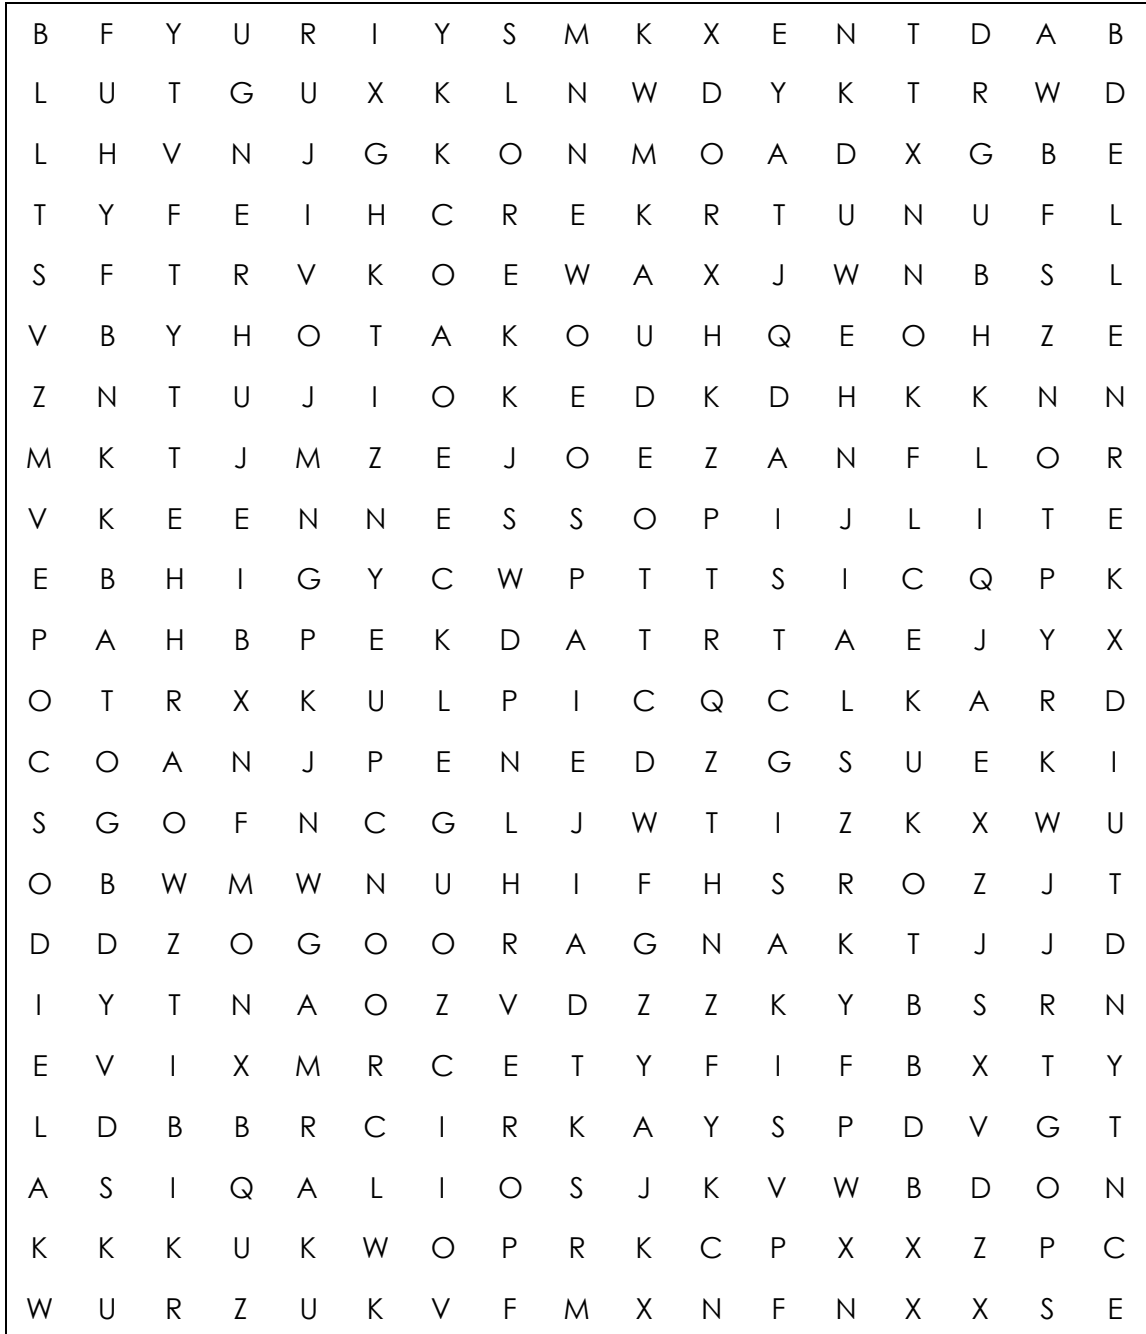 B F Y U R I Y S M K X E N T D A B
L U T G U X K L N W D Y K T R W D
L H V N J G K O N M O A D X G B E
T Y F E I H C R E K R T U N U F L
S F T R V K O E W A X J W N B S L
V B Y H O T A K O U H Q E O H Z E
Z N T U J I O K E D K D H K K N N
M K T J M Z E J O E Z A N F L O R
V K E E N N E S S O P I J L I T E
E B H I G Y C W P T T S I C Q P K
P A H B P E K D A T R T A E J Y X
O T R X K U L P I C Q C L K A R D
C O A N J P E N E D Z G S U E K I
S G O F N C G L J W T I Z K X W U
O B W M W N U H I F H S R O Z J T
D D Z O G O O R A G N A K T J J D
I Y T N A O Z V D Z Z K Y B S R N
E V I X M R C E T Y F I F B X T Y
L D B B R C I R K A Y S P D V G T
A S I Q A L I O S J K V W B D O N
K K K U K W O P R K C P X X Z P C
W U R Z U K V F M X N F N X X S E